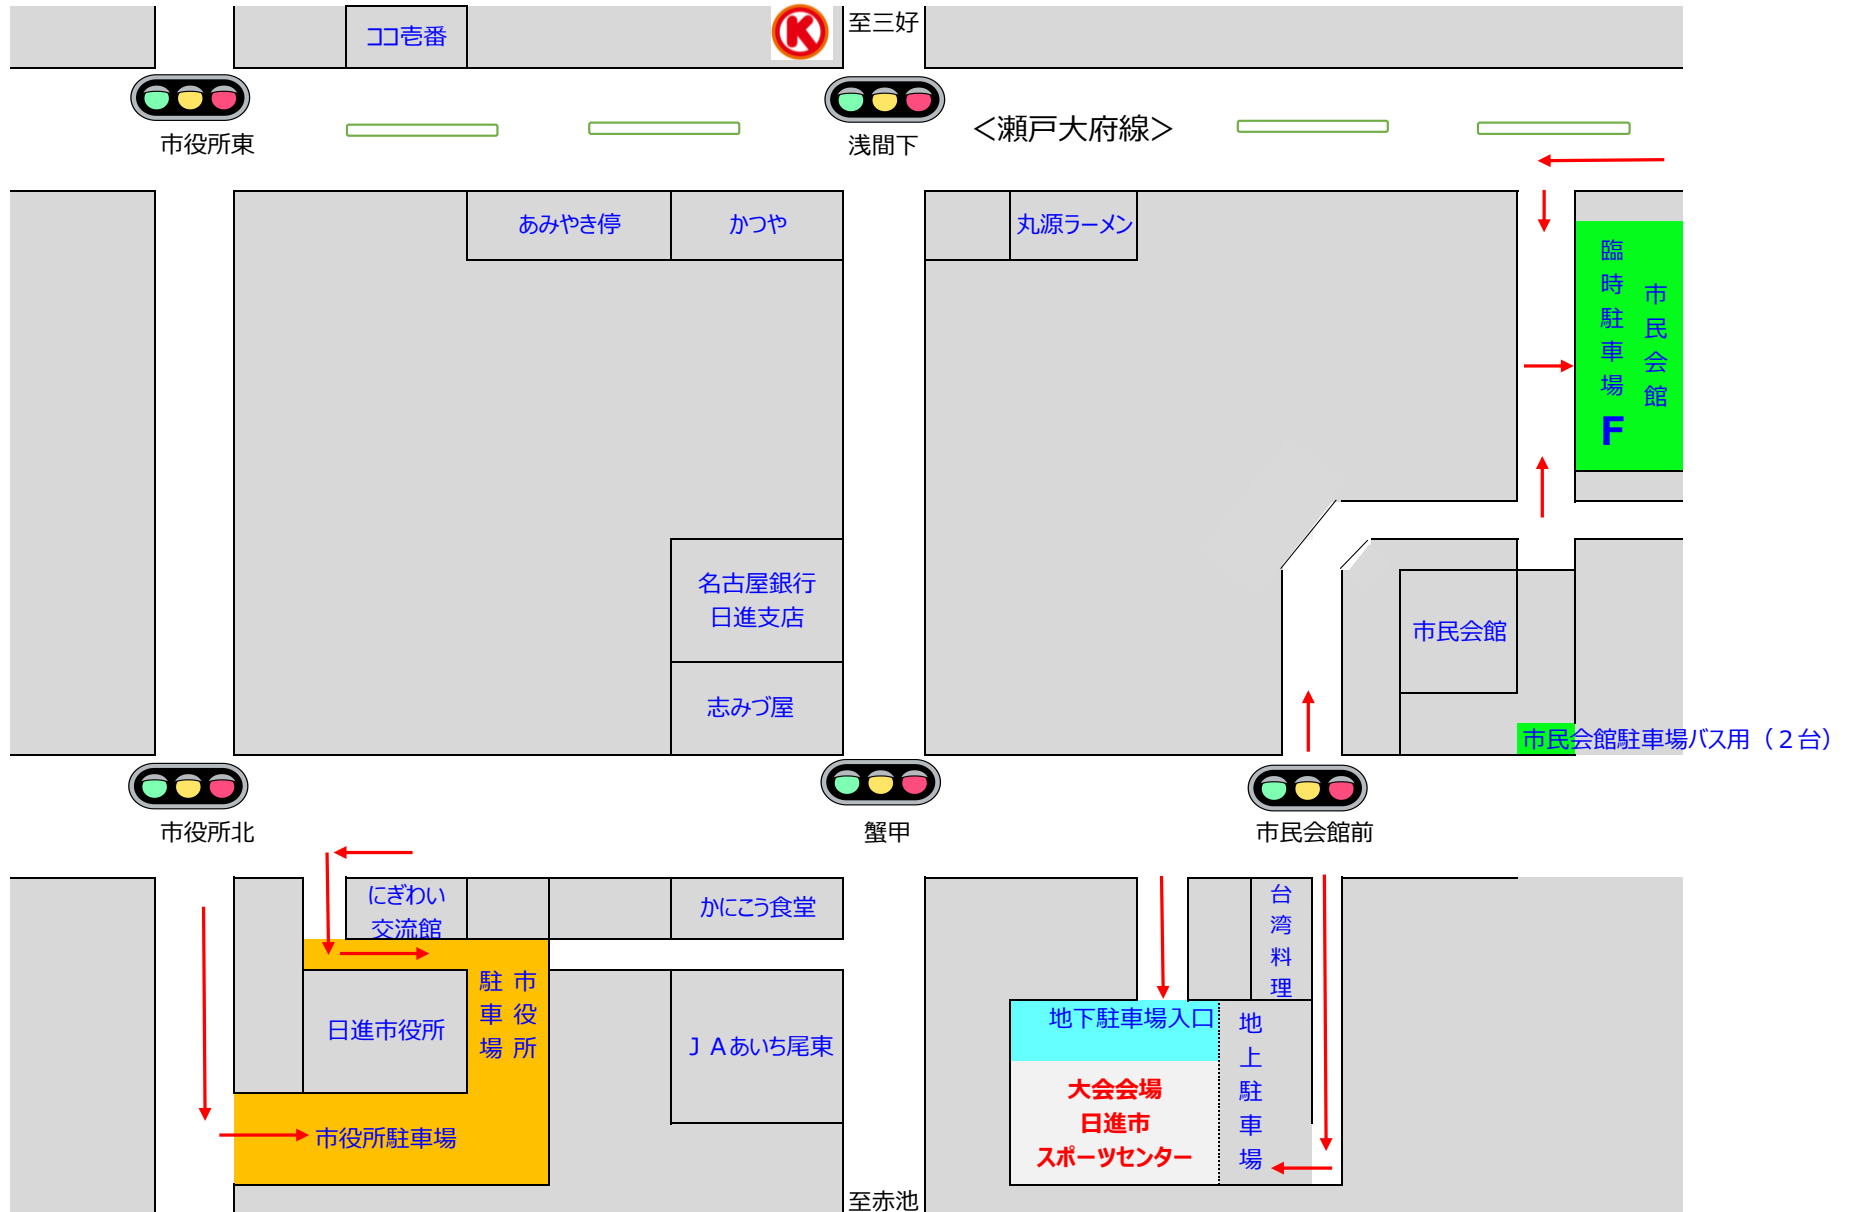 ココ壱番
K
至三好
市役所東
浅間下
＜瀬戸大府線＞
あみやき停
かつや
丸源ラーメン
市民会館
臨時駐車場
F
名古屋銀行
日進支店
志みづ屋
市民会館
市民会館駐車場バス用（２台）
市役所北
蟹甲
市民会館前
にぎわい
交流館
かにこう食堂
台湾料理
市役所
駐車場
日進市役所
ＪＡあいち尾東
地下駐車場入口
地上駐車場
大会会場
日進市
スポーツセンター
市役所駐車場
至赤池